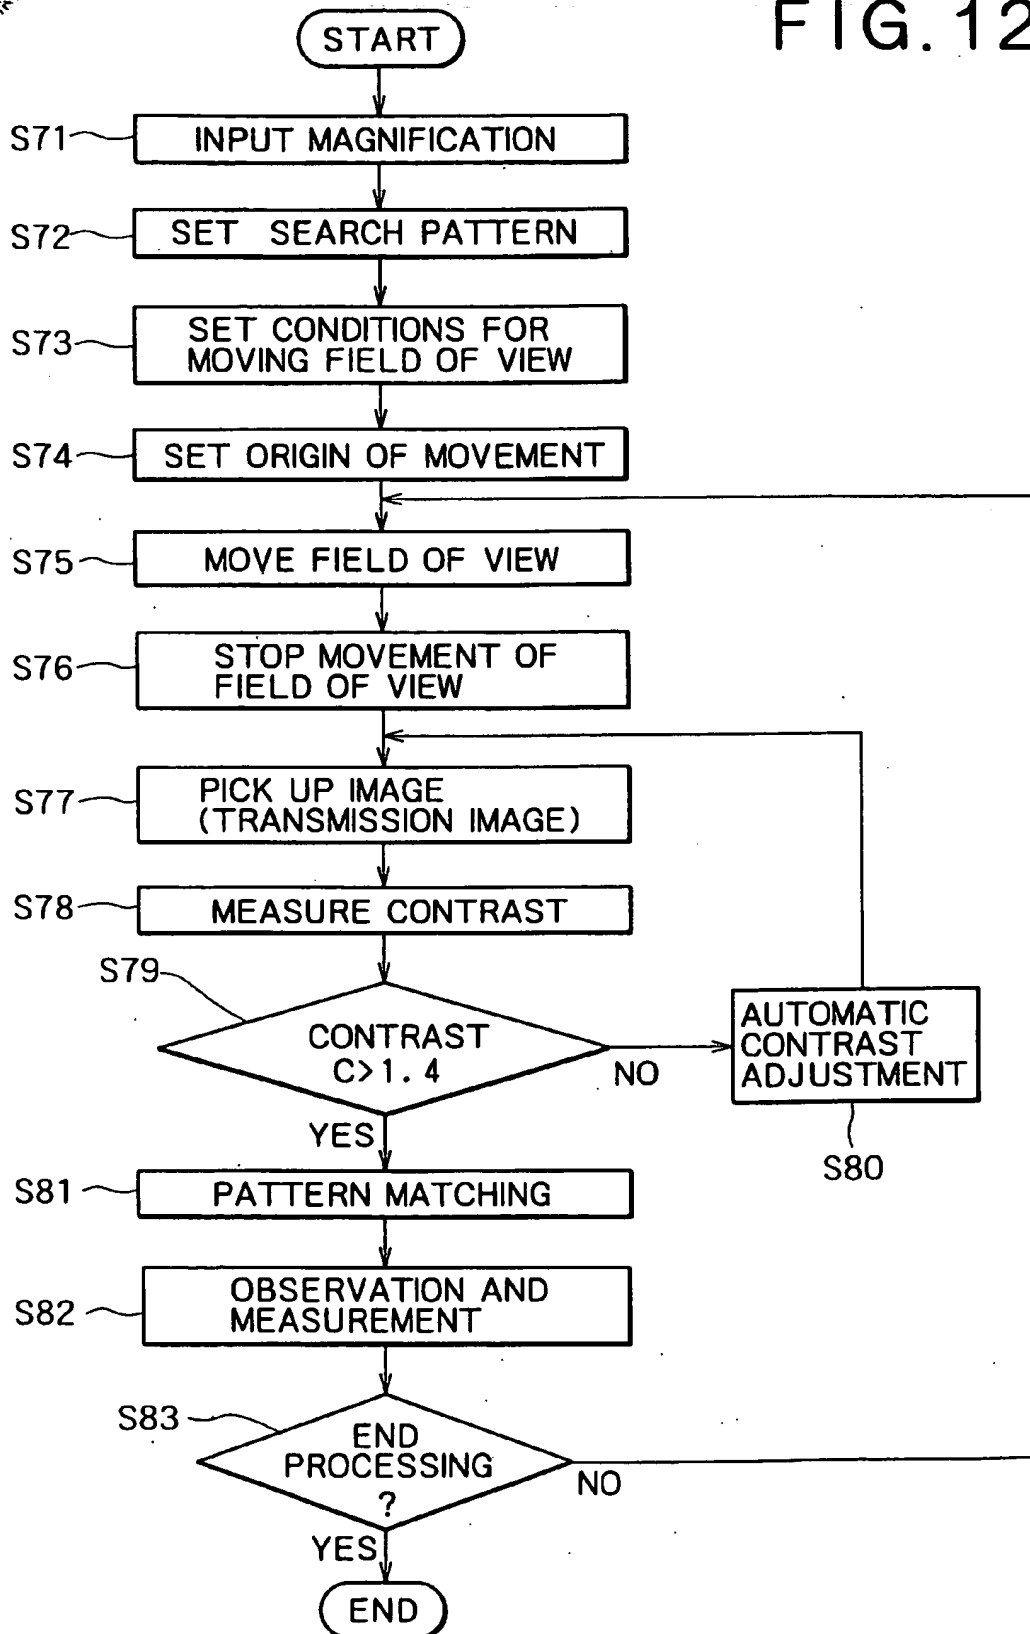 FIG. 12
START
S71
INPUT MAGNIFICATION
S72
SET SEARCH PATTERN
S73
SET CONDITIONS FOR
MOVING FIELD OF VIEW
S74
SET ORIGIN OF MOVEMENT
S75
MOVE FIELD OF VIEW
S76
STOP MOVEMENT OF
FIELD OF VIEW
S77
PICK UP IMAGE
(TRANSMISSION IMAGE)
S78
MEASURE CONTRAST
S79
CONTRAST
C>1.4
NO
AUTOMATIC
CONTRAST
ADJUSTMENT
S80
YES
S81
PATTERN MATCHING
S82
OBSERVATION AND
MEASUREMENT
S83
END
PROCESSING
?
NO
YES
END